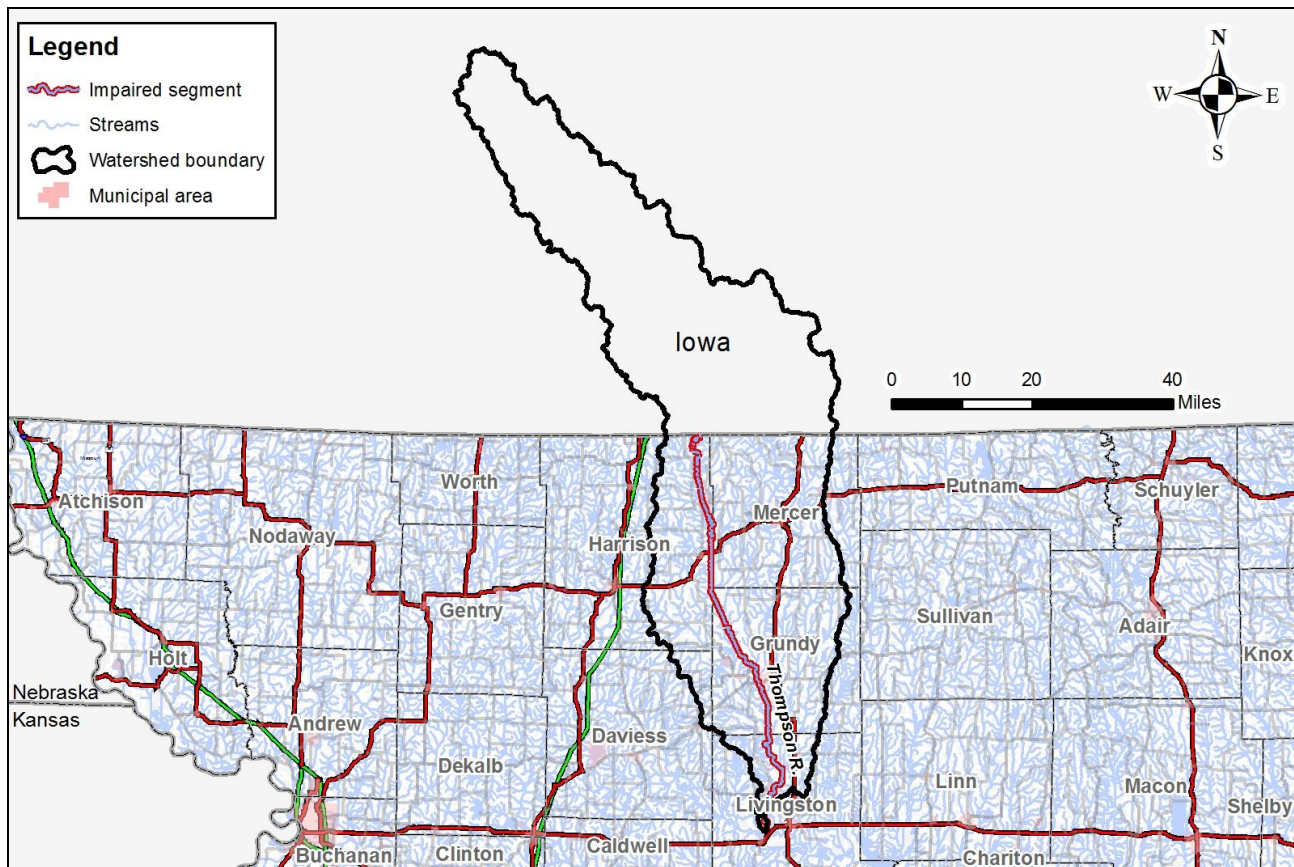 Legend
Impaired segment
Streams
Watershed boundary
Municipal area
N
W E
S
Iowa
0 10 20 40
Miles
Worth
Putnam
Schuyler
Atchison
Mercer
Nodaway
Harrison
Gentry
Sullivan
Adair
Grundy
Knox
Holt
Nebraska
Kansas
Thompson R.
Andrew
Daviess
Dekalb
Linn
Macon
Livingston
Shelby
Caldwell
Buchanan
Clinton
Chariton